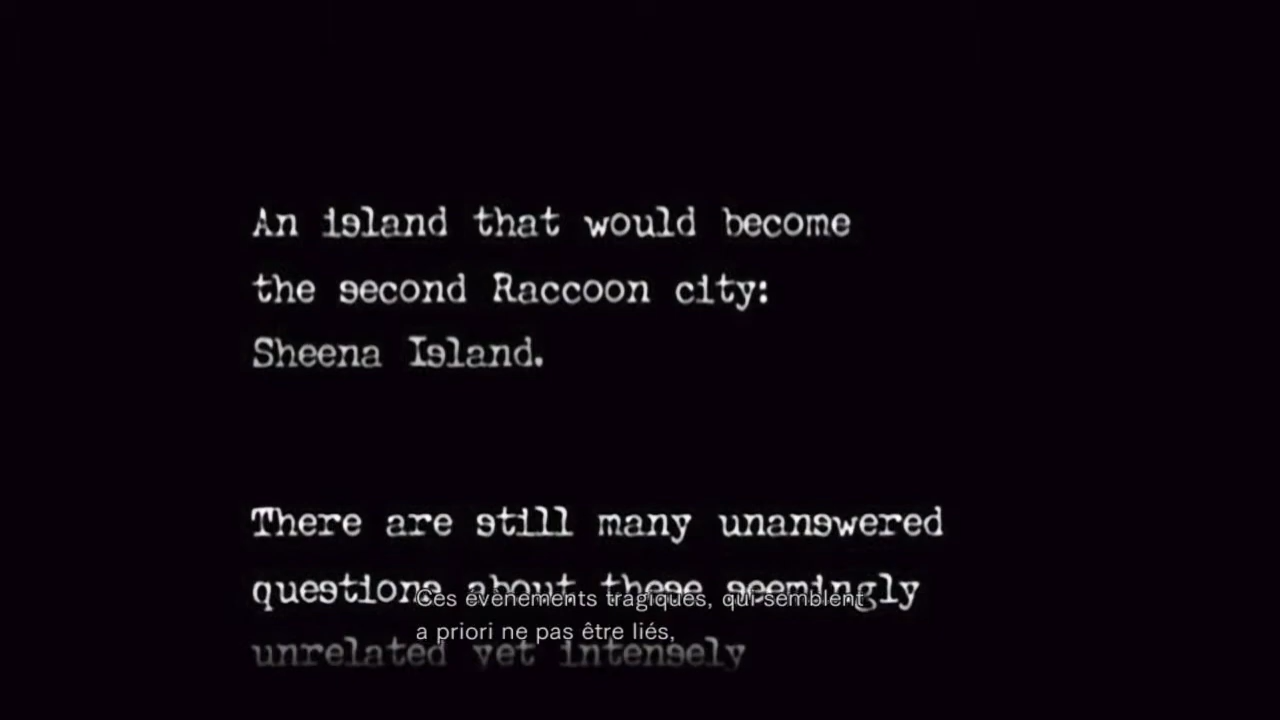 An island that would become
the second Raccoon city:
Sheena Island.
There are still many unanswered
questions about these seemingly
Ces évènements tragiques, qui semblent
a priori ne pas être liés,
unrelated yet intensely